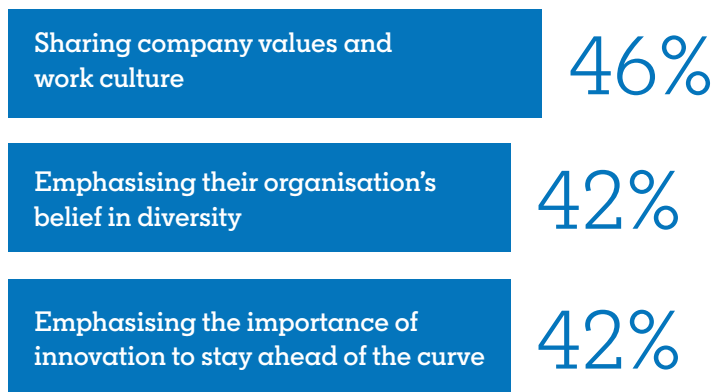 Sharing company values and
work culture
46%
Emphasising their organisation’s
belief in diversity
42%
Emphasising the importance of
innovation to stay ahead of the curve
42%